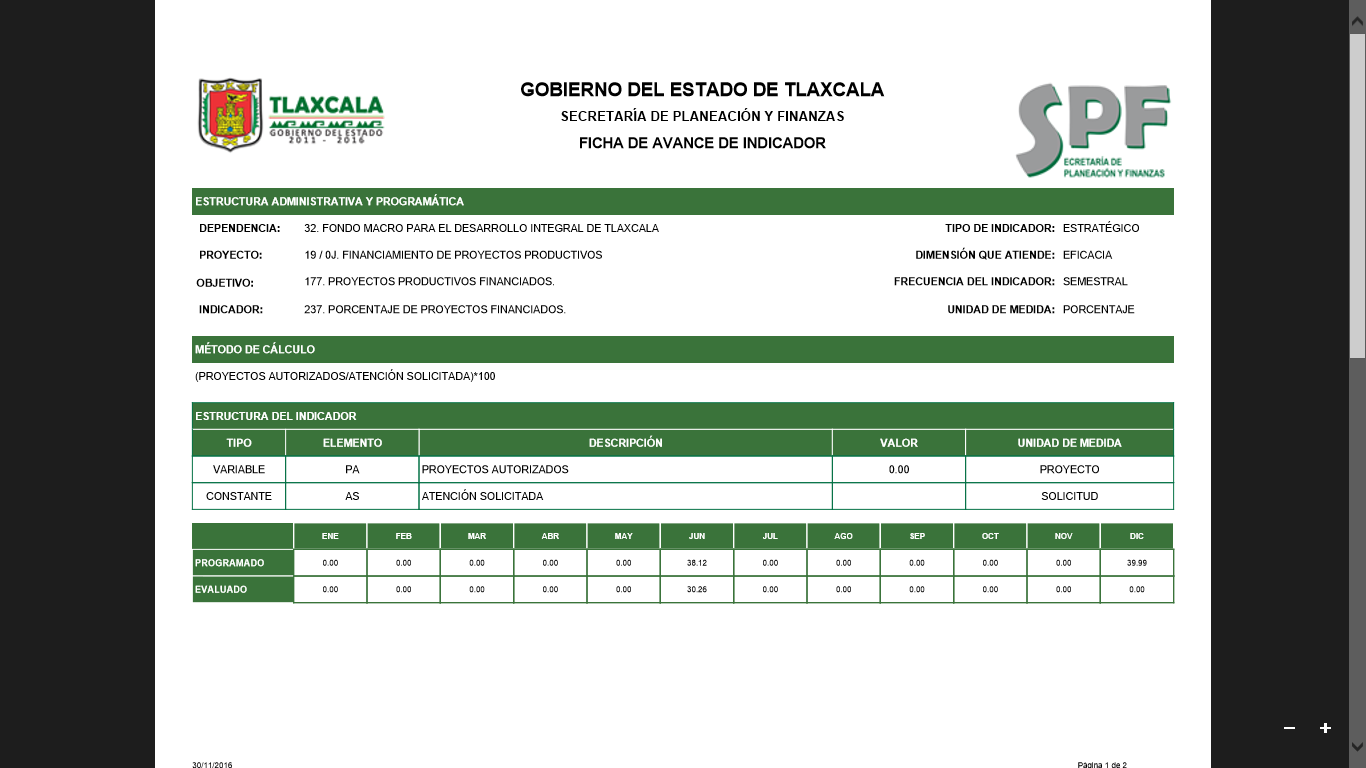 TLAXCALA
GOBIERNO DEL ESTADO
2011 - 2016
GOBIERNO DEL ESTADO DE TLAXCALA
SECRETARÍA DE PLANEACIÓN Y FINANZAS
FICHA DE AVANCE DE INDICADOR
SPF
ECRETARÍA DE
PLANEACIÓN Y FINANZAS
ESTRUCTURA ADMINISTRATIVA Y PROGRAMÁTICA
DEPENDENCIA: 32. FONDO MACRO PARA EL DESARROLLO INTEGRAL DE TLAXCALA TIPO DE INDICADOR: ESTRATÉGICO
PROYECTO: 19 / 0J. FINANCIAMIENTO DE PROYECTOS PRODUCTIVOS DIMENSIÓN QUE ATIENDE: EFICACIA
OBJETIVO: 177. PROYECTOS PRODUCTIVOS FINANCIADOS. FRECUENCIA DEL INDICADOR: SEMESTRAL
INDICADOR: 237. PORCENTAJE DE PROYECTOS FINANCIADOS. UNIDAD DE MEDIDA: PORCENTAJE
MÉTODO DE CÁLCULO
(PROYECTOS AUTORIZADOS/ATENCIÓN SOLICITADA)*100
ESTRUCTURA DEL INDICADOR
TIPO ELEMENTO DESCRIPCIÓN VALOR UNIDAD DE MEDIDA
VARIABLE PA PROYECTOS AUTORIZADOS 0.00 PROYECTO
CONSTANTE AS ATENCIÓN SOLICITADA SOLICITUD
ENE FEB MAR ABR MAY JUN JUL AGO SEP OCT NOV DIC
PROGRAMADO 0.00 0.00 0.00 0.00 0.00 38.12 0.00 0.00 0.00 0.00 0.00 39.99
EVALUADO 0.00 0.00 0.00 0.00 0.00 30.26 0.00 0.00 0.00 0.00 0.00 0.00
30/11/2016 Página 1 de 2